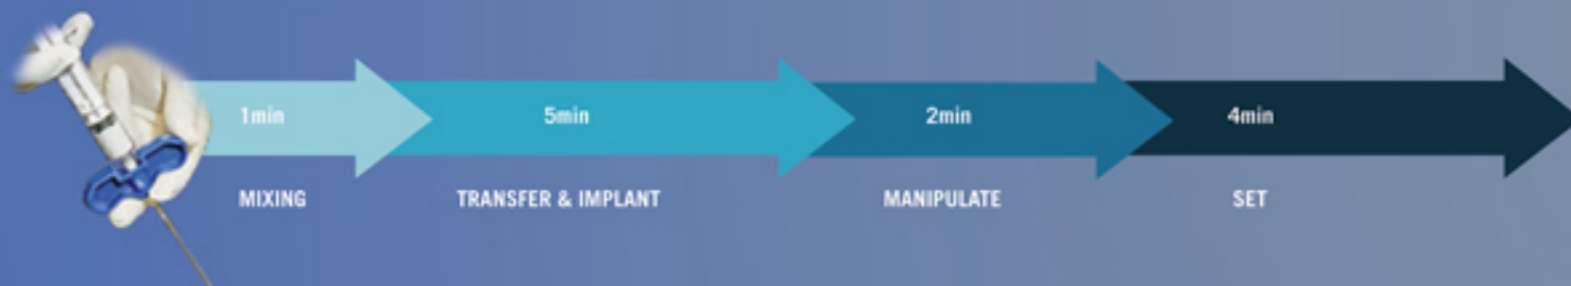 1min 5min 2min 4min
MIXING TRANSFER & IMPLANT MANIPULATE SET